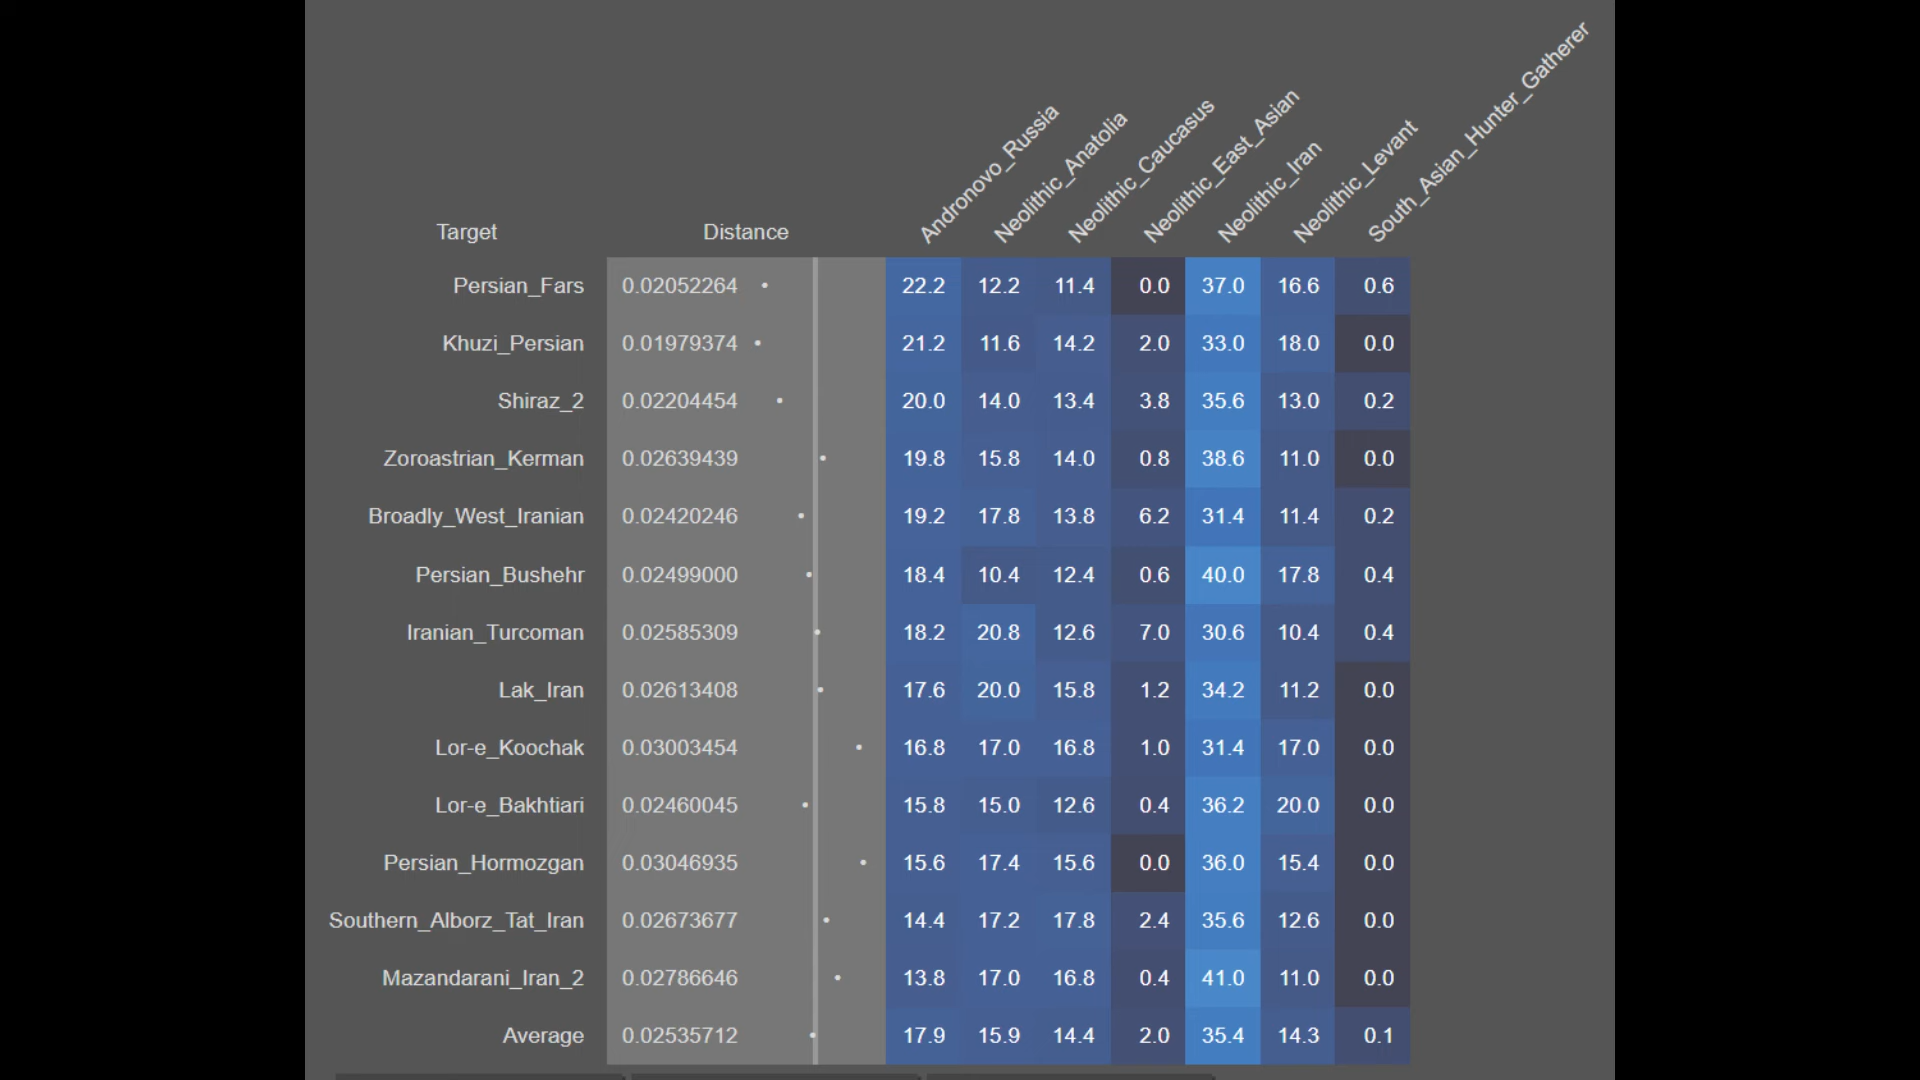 Target Distance Andronovo_Russia Neolithic_Anatolia Neolithic_Caucasus Neolithic_East_Asian Neolithic_Iran Neolithic_Levant South_Asian_Hunter_Gatherer
Persian_Fars 0.02052264 22.2 12.2 11.4 0.0 37.0 16.6 0.6
Khuzi_Persian 0.01979374 21.2 11.6 14.2 2.0 33.0 18.0 0.0
Shiraz_2 0.02204454 20.0 14.0 13.4 3.8 35.6 13.0 0.2
Zoroastrian_Kerman 0.02639439 19.8 15.8 14.0 0.8 38.6 11.0 0.0
Broadly_West_Iranian 0.02420246 19.2 17.8 13.8 6.2 31.4 11.4 0.2
Persian_Bushehr 0.02499000 18.4 10.4 12.4 0.6 40.0 17.8 0.4
Iranian_Turcoman 0.02585309 18.2 20.8 12.6 7.0 30.6 10.4 0.4
Lak_Iran 0.02613408 17.6 20.0 15.8 1.2 34.2 11.2 0.0
Lor-e_Koochak 0.03003454 16.8 17.0 16.8 1.0 31.4 17.0 0.0
Lor-e_Bakhtiari 0.02460045 15.8 15.0 12.6 0.4 36.2 20.0 0.0
Persian_Hormozgan 0.03046935 15.6 17.4 15.6 0.0 36.0 15.4 0.0
Southern_Alborz_Tat_Iran 0.02673677 14.4 17.2 17.8 2.4 35.6 12.6 0.0
Mazandarani_Iran_2 0.02786646 13.8 17.0 16.8 0.4 41.0 11.0 0.0
Average 0.02535712 17.9 15.9 14.4 2.0 35.4 14.3 0.1